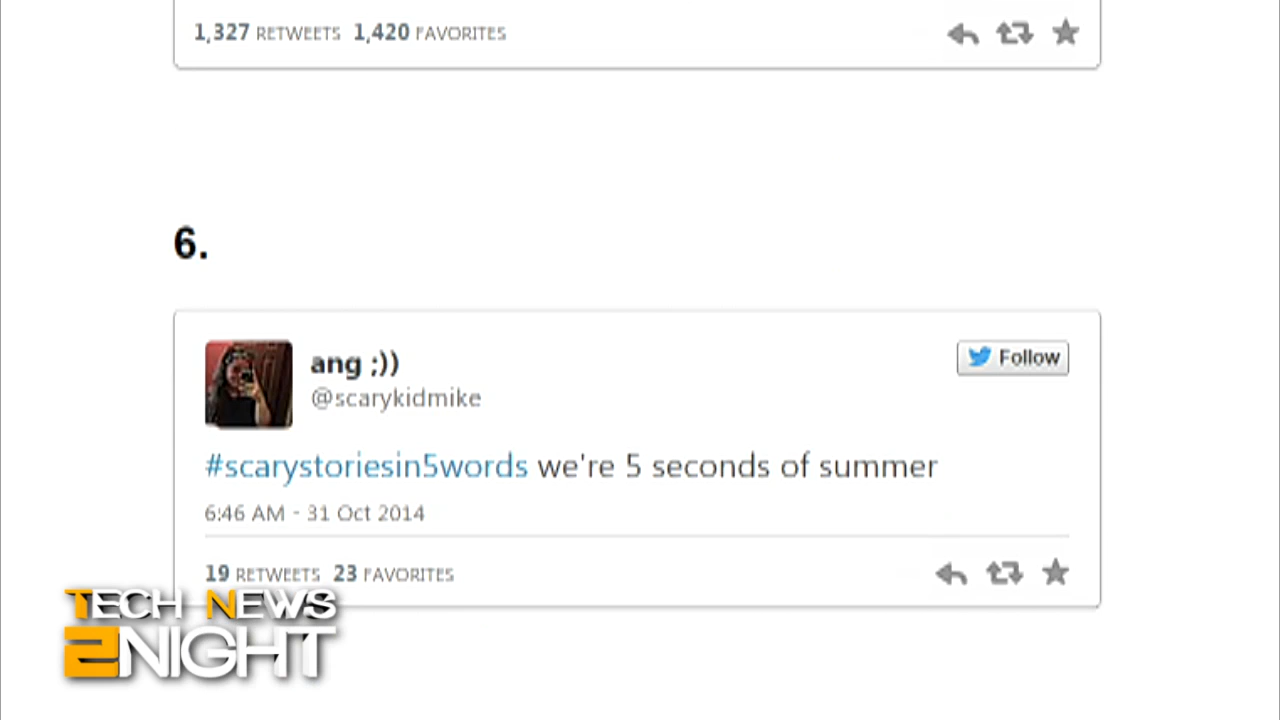 1,327 RETWEETS 1,420 FAVORITES
6.
ang ;))
@scarykidmike
Follow
#scarystoriesin5words we're 5 seconds of summer
6:46 AM - 31 Oct 2014
19 RETWEETS 23 FAVORITES
TECH NEWS
2NIGHT